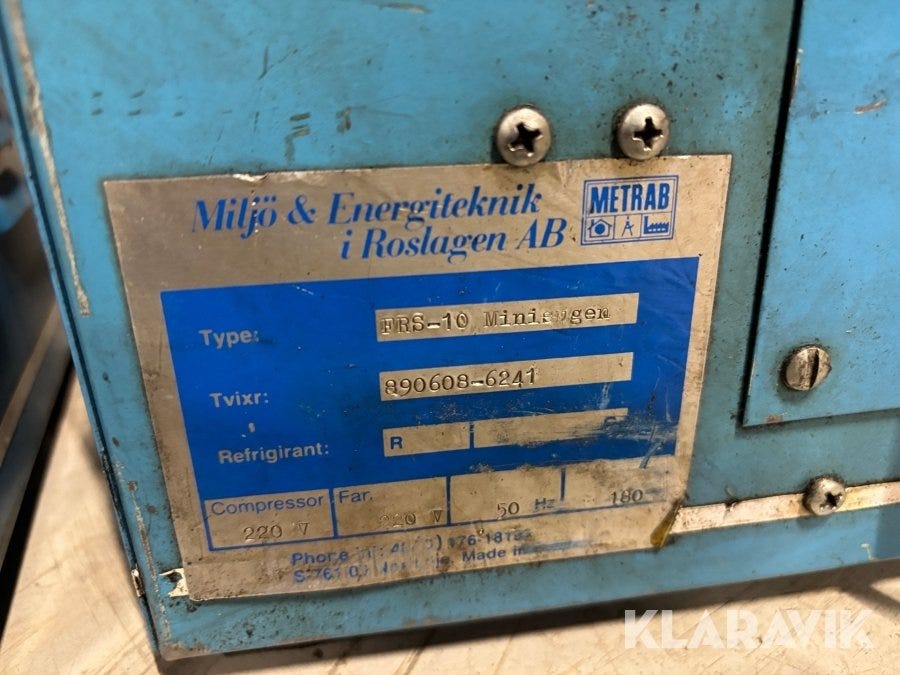 Miljö & Energiteknik
i Roslagen AB
METRAB
Type: FRS-10 Minisugen
Tvixr: 890608-6241
Refrigirant: R
Compressor Far.
220 V 220 V 50 Hz 180
Made in
KLARAVIK